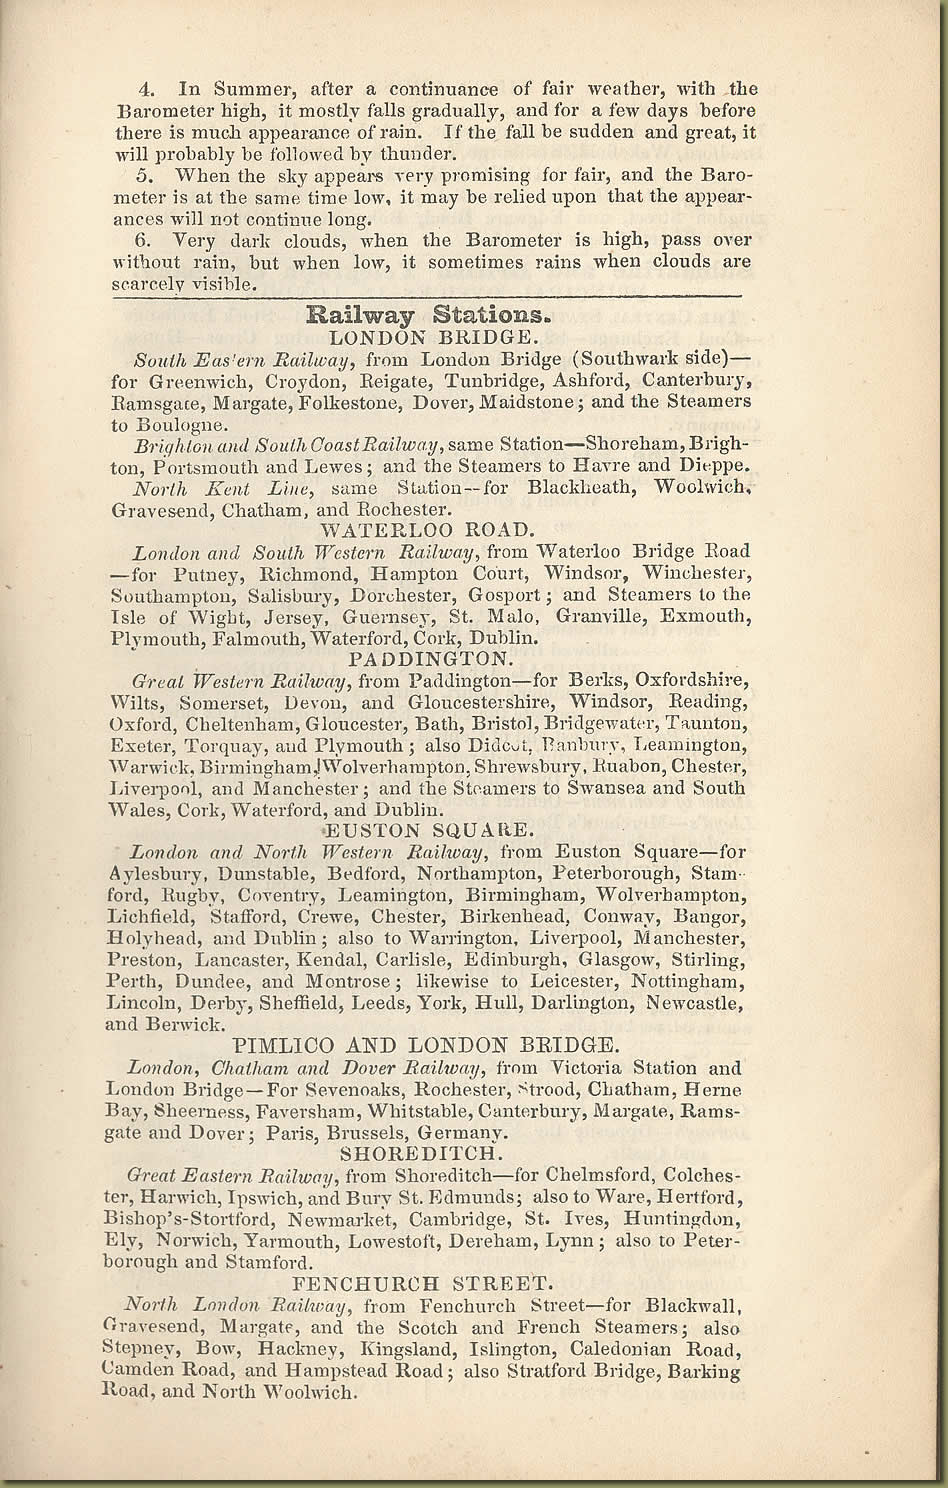 4. In Summer, after a continuance of fair weather, with the
Barometer high, it mostly falls gradually, and for a few days before
there is much appearance of rain. If the fall be sudden and great, it
will probably be followed by thunder.
5. When the sky appears very promising for fair, and the Baro-
meter is at the same time low, it may be relied upon that the appear-
ances will not continue long.
6. Very dark clouds, when the Barometer is high, pass over
without rain, but when low, it sometimes rains when clouds are
scarcely visible.
Railway Stations.
LONDON BRIDGE.
South Eastern Railway, from London Bridge (Southwark side)—
for Greenwich, Croydon, Reigate, Tunbridge, Ashford, Canterbury,
Ramsgate, Margate, Folkestone, Dover, Maidstone; and the Steamers
to Boulogne.
Brighton and South Coast Railway, same Station—Shoreham, Brigh-
ton, Portsmouth and Lewes; and the Steamers to Havre and Dieppe.
North Kent Line, same Station--for Blackheath, Woolwich,
Gravesend, Chatham, and Rochester.
WATERLOO ROAD.
London and South Western Railway, from Waterloo Bridge Road
—for Putney, Richmond, Hampton Court, Windsor, Winchester,
Southampton, Salisbury, Dorchester, Gosport; and Steamers to the
Isle of Wight, Jersey, Guernsey, St. Malo, Granville, Exmouth,
Plymouth, Falmouth, Waterford, Cork, Dublin.
PADDINGTON.
Great Western Railway, from Paddington—for Berks, Oxfordshire,
Wilts, Somerset, Devon, and Gloucestershire, Windsor, Reading,
Oxford, Cheltenham, Gloucester, Bath, Bristol, Bridgewater, Taunton,
Exeter, Torquay, and Plymouth; also Didcot, Banbury, Leamington,
Warwick, Birmingham, Wolverhampton, Shrewsbury, Ruabon, Chester,
Liverpool, and Manchester; and the Steamers to Swansea and South
Wales, Cork, Waterford, and Dublin.
EUSTON SQUARE.
London and North Western Railway, from Euston Square—for
Aylesbury, Dunstable, Bedford, Northampton, Peterborough, Stam-
ford, Rugby, Coventry, Leamington, Birmingham, Wolverhampton,
Lichfield, Stafford, Crewe, Chester, Birkenhead, Conway, Bangor,
Holyhead, and Dublin; also to Warrington, Liverpool, Manchester,
Preston, Lancaster, Kendal, Carlisle, Edinburgh, Glasgow, Stirling,
Perth, Dundee, and Montrose; likewise to Leicester, Nottingham,
Lincoln, Derby, Sheffield, Leeds, York, Hull, Darlington, Newcastle,
and Berwick.
PIMLICO AND LONDON BRIDGE.
London, Chatham and Dover Railway, from Victoria Station and
London Bridge—For Sevenoaks, Rochester, Strood, Chatham, Herne
Bay, Sheerness, Faversham, Whitstable, Canterbury, Margate, Rams-
gate and Dover; Paris, Brussels, Germany.
SHOREDITCH.
Great Eastern Railway, from Shoreditch—for Chelmsford, Colches-
ter, Harwich, Ipswich, and Bury St. Edmunds; also to Ware, Hertford,
Bishop's-Stortford, Newmarket, Cambridge, St. Ives, Huntingdon,
Ely, Norwich, Yarmouth, Lowestoft, Dereham, Lynn; also to Peter-
borough and Stamford.
FENCHURCH STREET.
North London Railway, from Fenchurch Street—for Blackwall,
Gravesend, Margate, and the Scotch and French Steamers; also
Stepney, Bow, Hackney, Kingsland, Islington, Caledonian Road,
Camden Road, and Hampstead Road; also Stratford Bridge, Barking
Road, and North Woolwich.